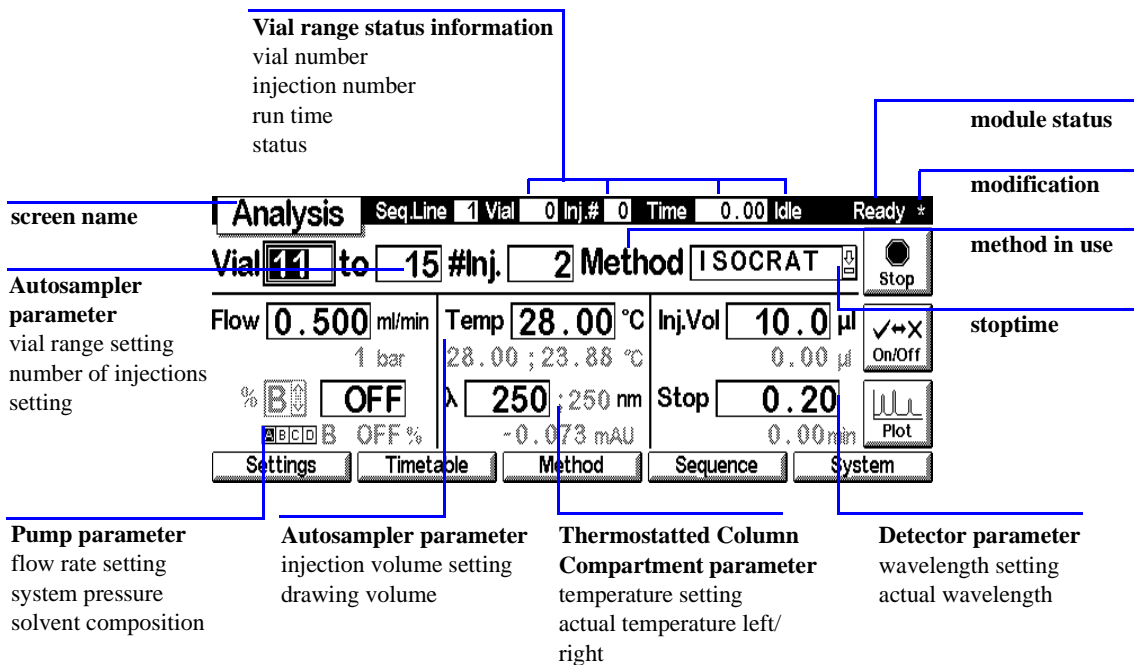 Vial range status information
vial number
injection number
run time
status
module status
modification
screen name
Analysis Seq.Line 1 Vial 0 Inj.# 0 Time 0.00 Idle Ready *
method in use
Vial 11 to 15 #Inj. 2 Method ISOCRAT
Stop
Autosampler
parameter
vial range setting
number of injections
setting
stoptime
Flow 0.500 ml/min Temp 28.00 °C Inj.Vol 10.0 µl
On/Off
1 bar 28.00 ; 23.88 °C 0.00 µl
% B OFF λ 250 ; 250 nm Stop 0.20
Plot
A B C D B OFF % -0.073 mAU 0.00 min
Settings Timetable Method Sequence System
Pump parameter
flow rate setting
system pressure
solvent composition
Autosampler parameter
injection volume setting
drawing volume
Thermostatted Column
Compartment parameter
temperature setting
actual temperature left/
right
Detector parameter
wavelength setting
actual wavelength